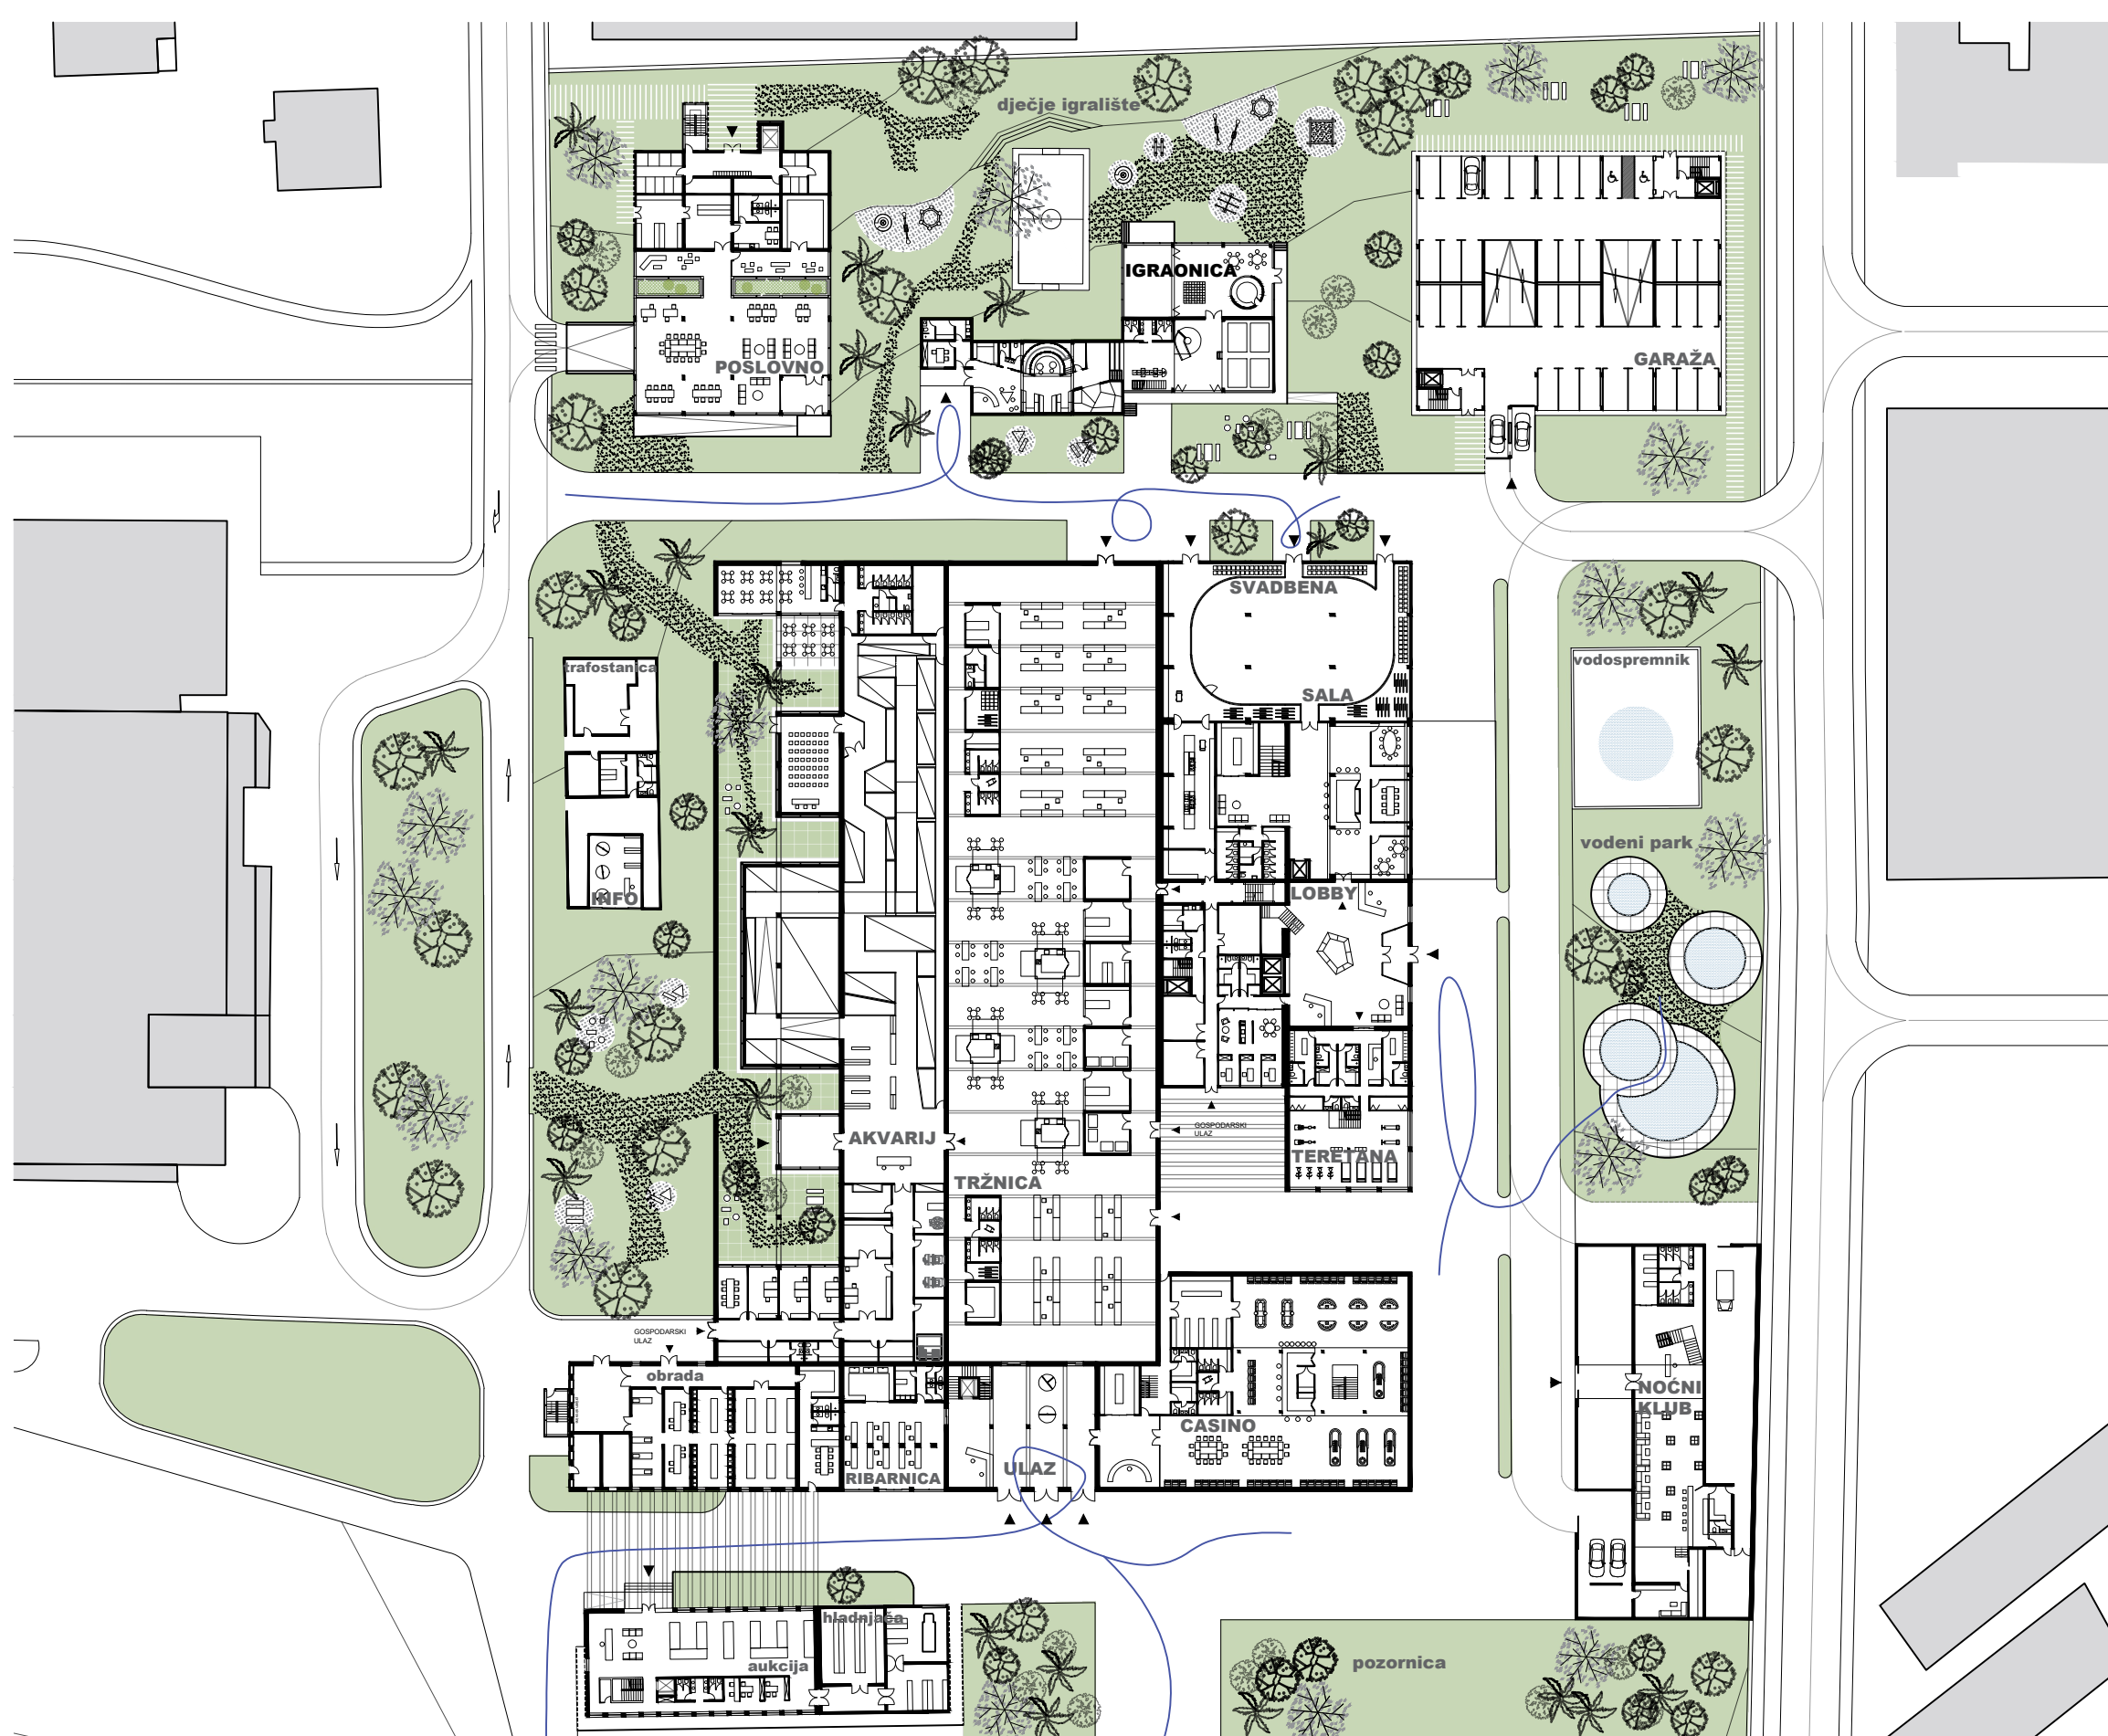 dječje igralište
IGRAONICA
POSLOVNO
GARAŽA
SVADBENA
SALA
trafostanica
vodospremnik
vodeni park
INFO
LOBBY
GOSPODARSKI
ULAZ
AKVARIJ
TERETANA
TRŽNICA
GOSPODARSKI
ULAZ
obrada
NOĆNI
KLUB
CASINO
ULAZ
RIBARNICA
hladnjača
aukcija
pozornica